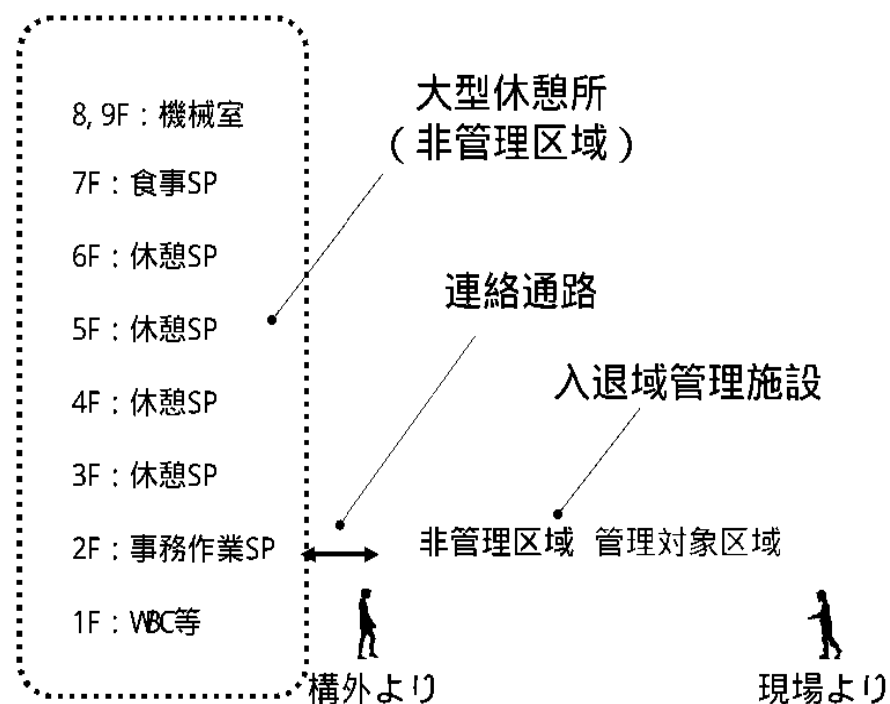 大型休憩所
(非管理区域)
8, 9F：機械室
7F：食事SP
6F：休憩SP
5F：休憩SP
4F：休憩SP
3F：休憩SP
2F：事務作業SP
1F：WBC等
連絡通路
入退域管理施設
非管理区域 管理対象区域
構外より
現場より